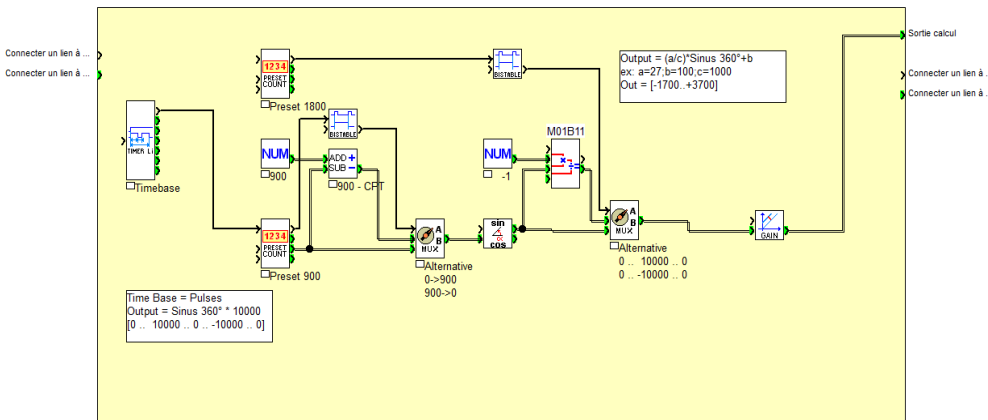 Connecter un lien à ...
Connecter un lien à ...
Sortie calcul
Connecter un lien à .
Connecter un lien à .
1234
PRESET
COUNT
Preset 1800
BISTABLE
Output = (a/c)*Sinus 360°+b
ex: a=27;b=100;c=1000
Out = [-1700..+3700]
TIMER Li
Timebase
BISTABLE
NUM
900
ADD +
SUB −
900 - CPT
NUM
-1
M01B11
1234
PRESET
COUNT
Preset 900
A
B
MUX
Alternative
0->900
900->0
sin
cos
A
B
MUX
Alternative
0 .. 10000 .. 0
0 .. -10000 .. 0
GAIN
Time Base = Pulses
Output = Sinus 360° * 10000
[0 .. 10000 .. 0 .. -10000 .. 0]